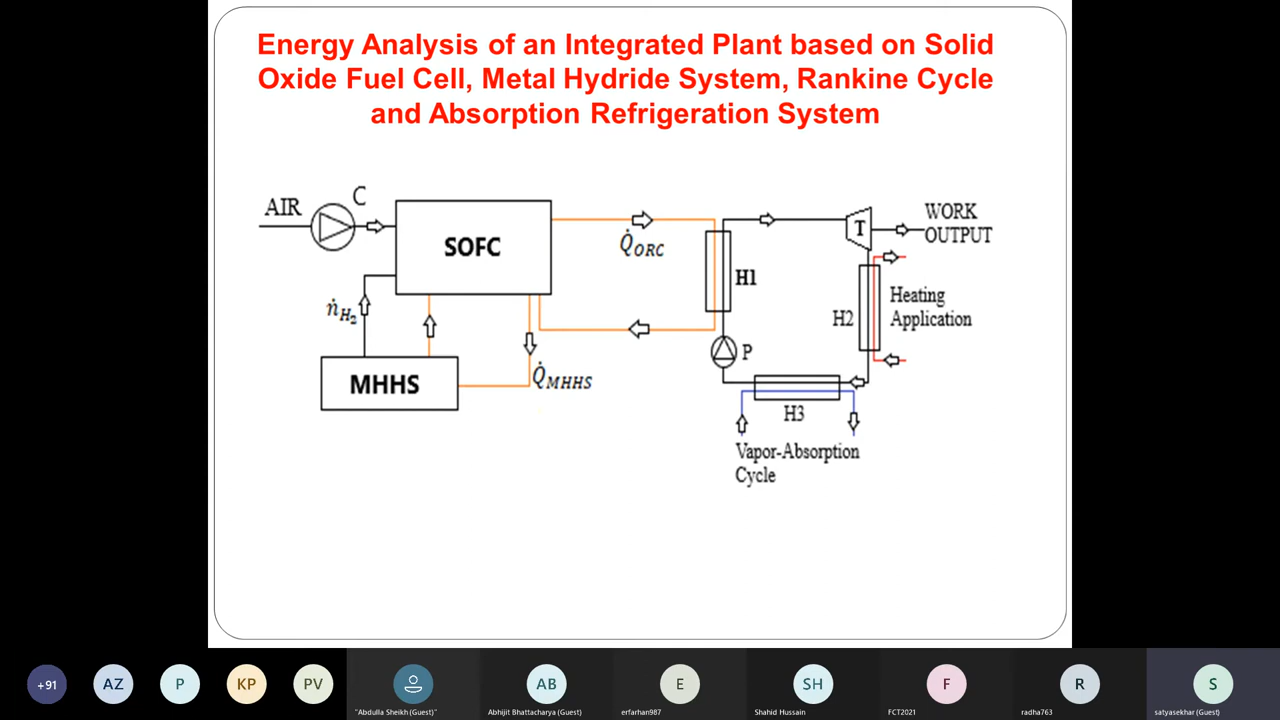 Energy Analysis of an Integrated Plant based on Solid
Oxide Fuel Cell, Metal Hydride System, Rankine Cycle
and Absorption Refrigeration System
AIR
C
SOFC
Q̇ORC
H1
T
WORK
OUTPUT
H2
Heating
Application
ṅH2
MHHS
Q̇MHHS
P
H3
Vapor-Absorption
Cycle
+91
AZ
P
KP
PV
"Abdulla Sheikh (Guest)"
AB
Abhijit Bhattacharya (Guest)
E
erfarhan987
SH
Shahid Hussain
F
FCT2021
R
radha763
S
satyasekhar (Guest)